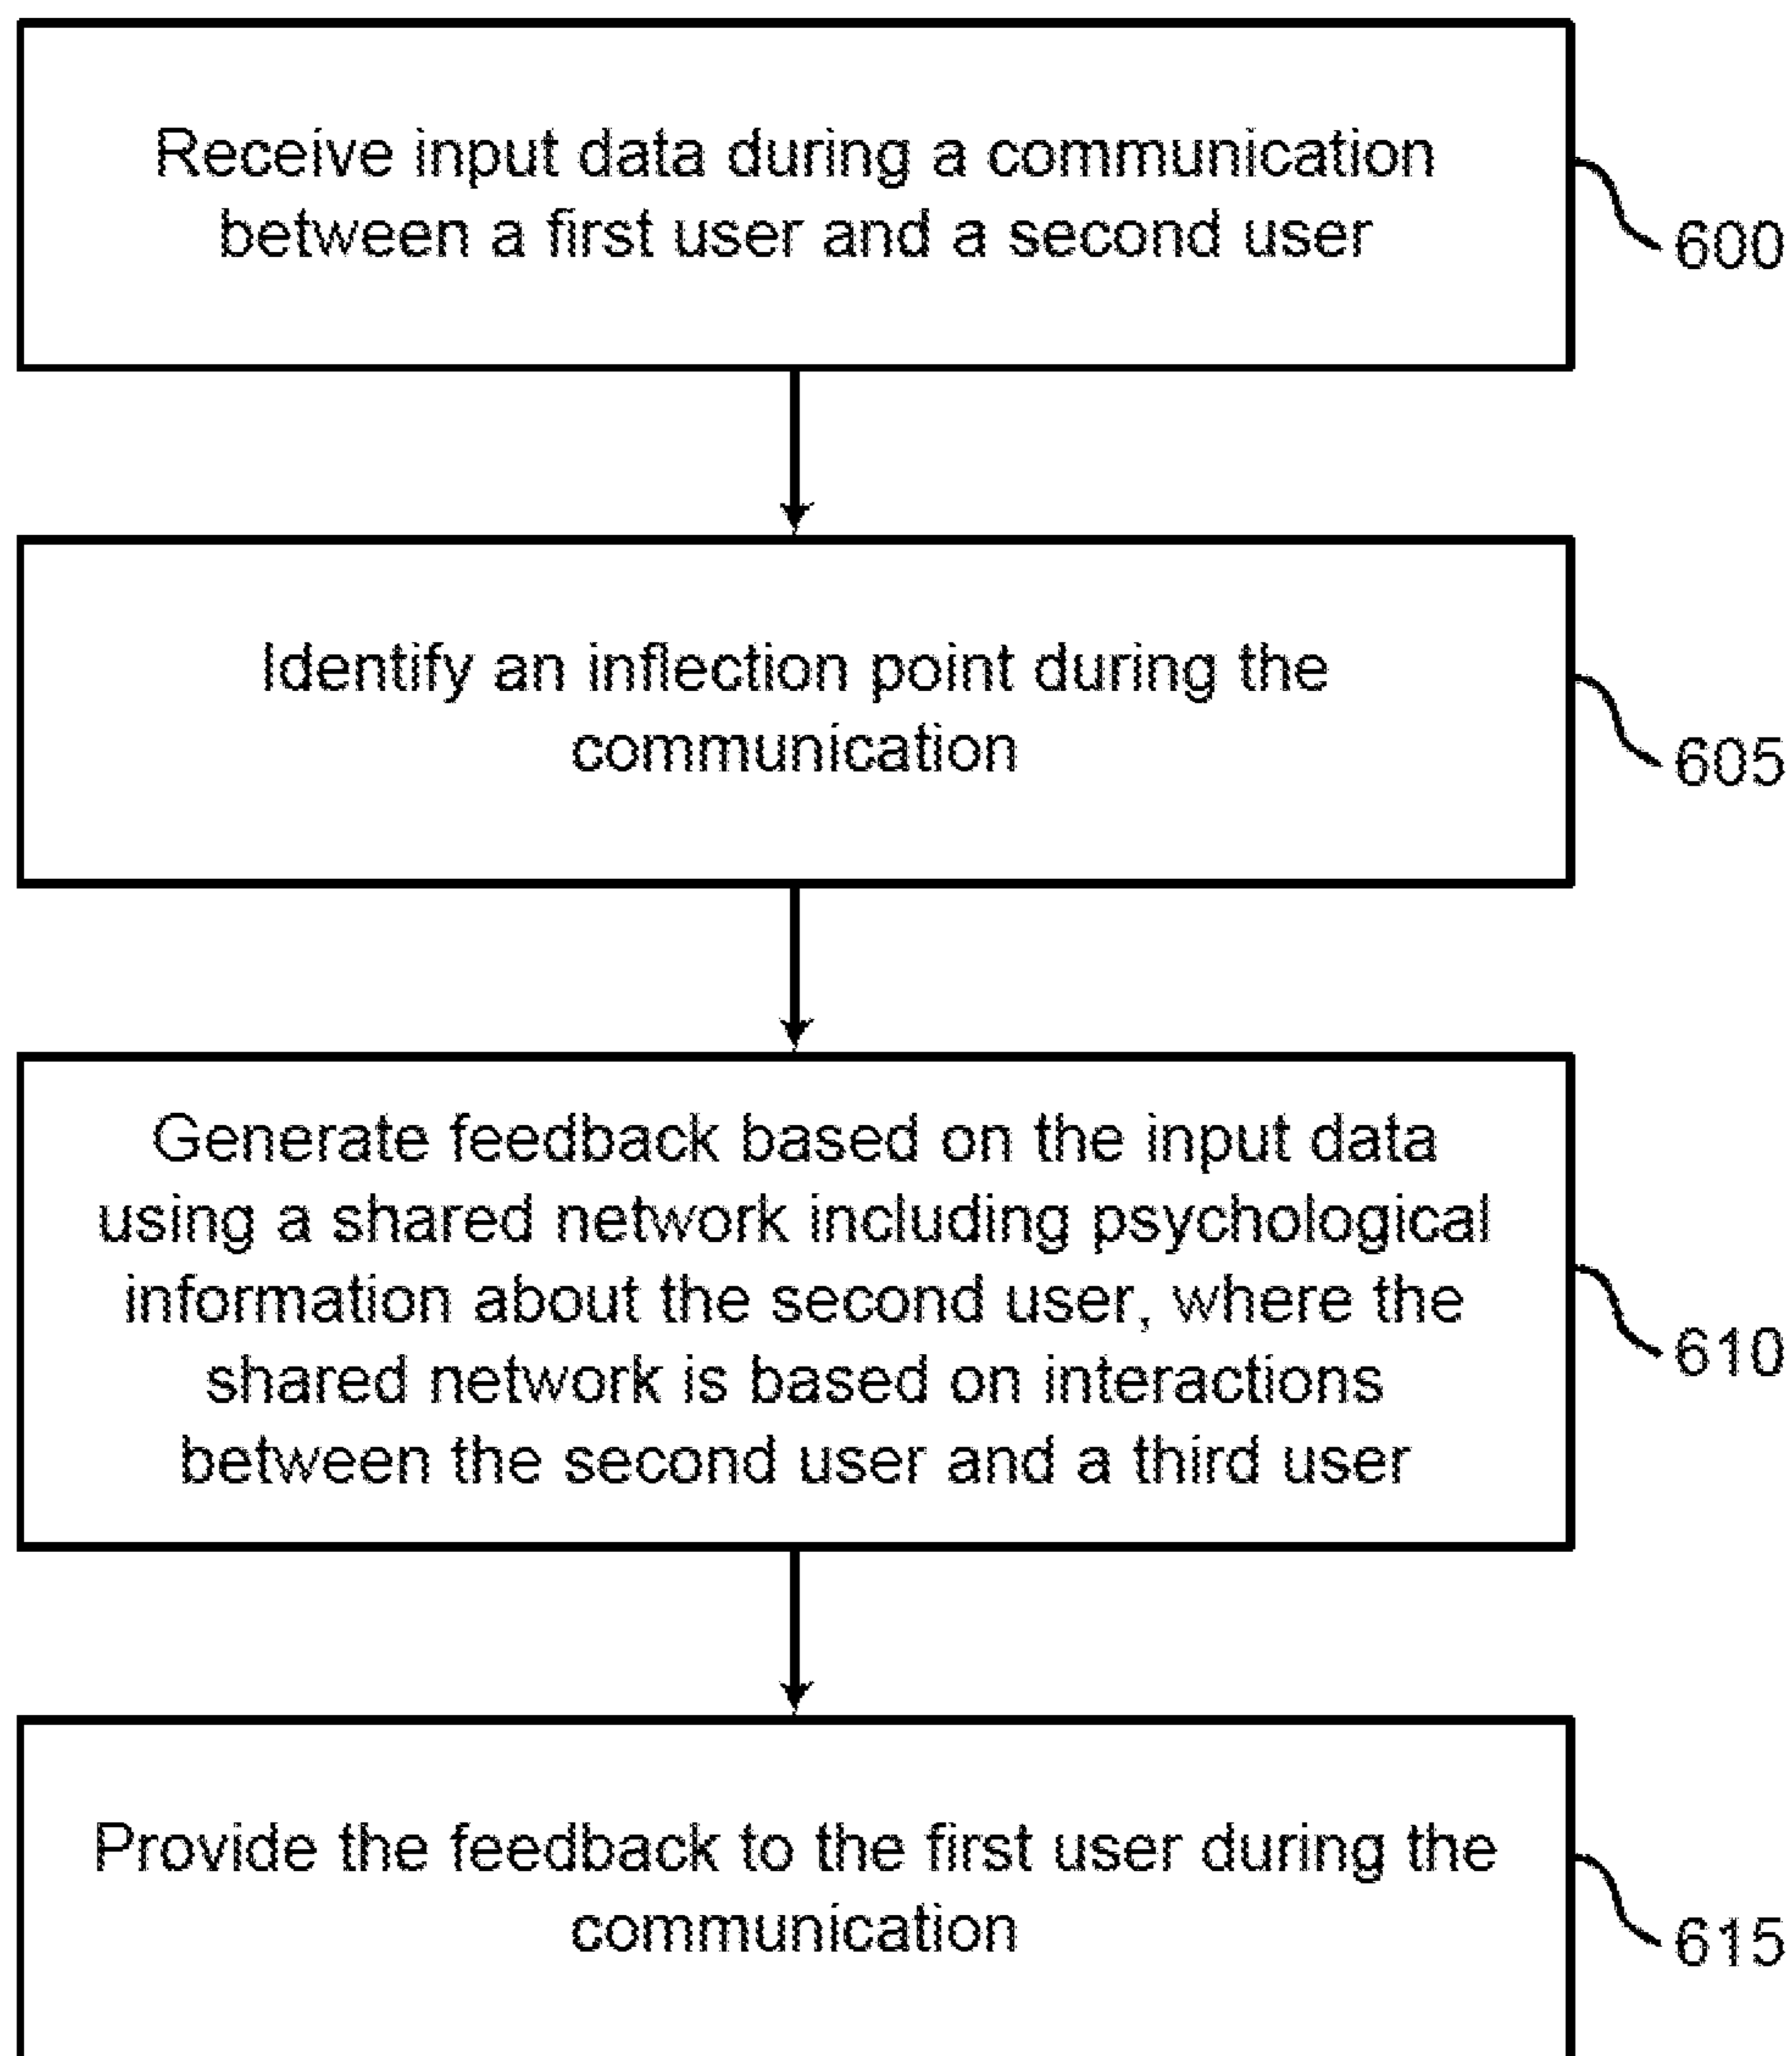 Receive input data during a communication
between a first user and a second user
600
Identify an inflection point during the
communication
605
Generate feedback based on the input data
using a shared network including psychological
information about the second user, where the
shared network is based on interactions
between the second user and a third user
610
Provide the feedback to the first user during the
communication
615